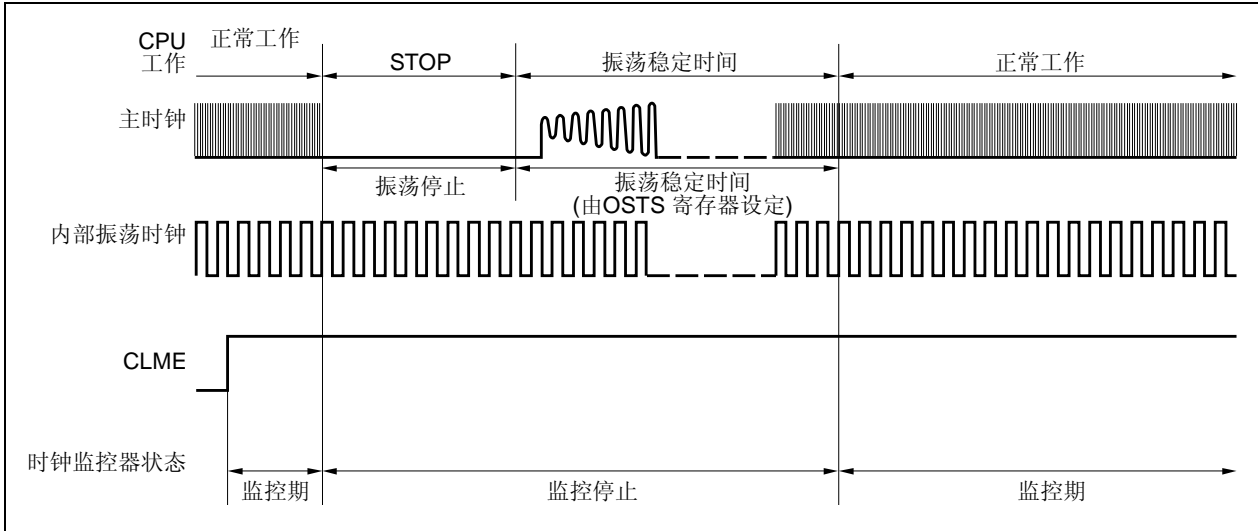 CPU 正常工作
工作
STOP
振荡稳定时间
正常工作
主时钟
振荡停止
振荡稳定时间
(由OSTS 寄存器设定)
内部振荡时钟
CLME
时钟监控器状态
监控期
监控停止
监控期